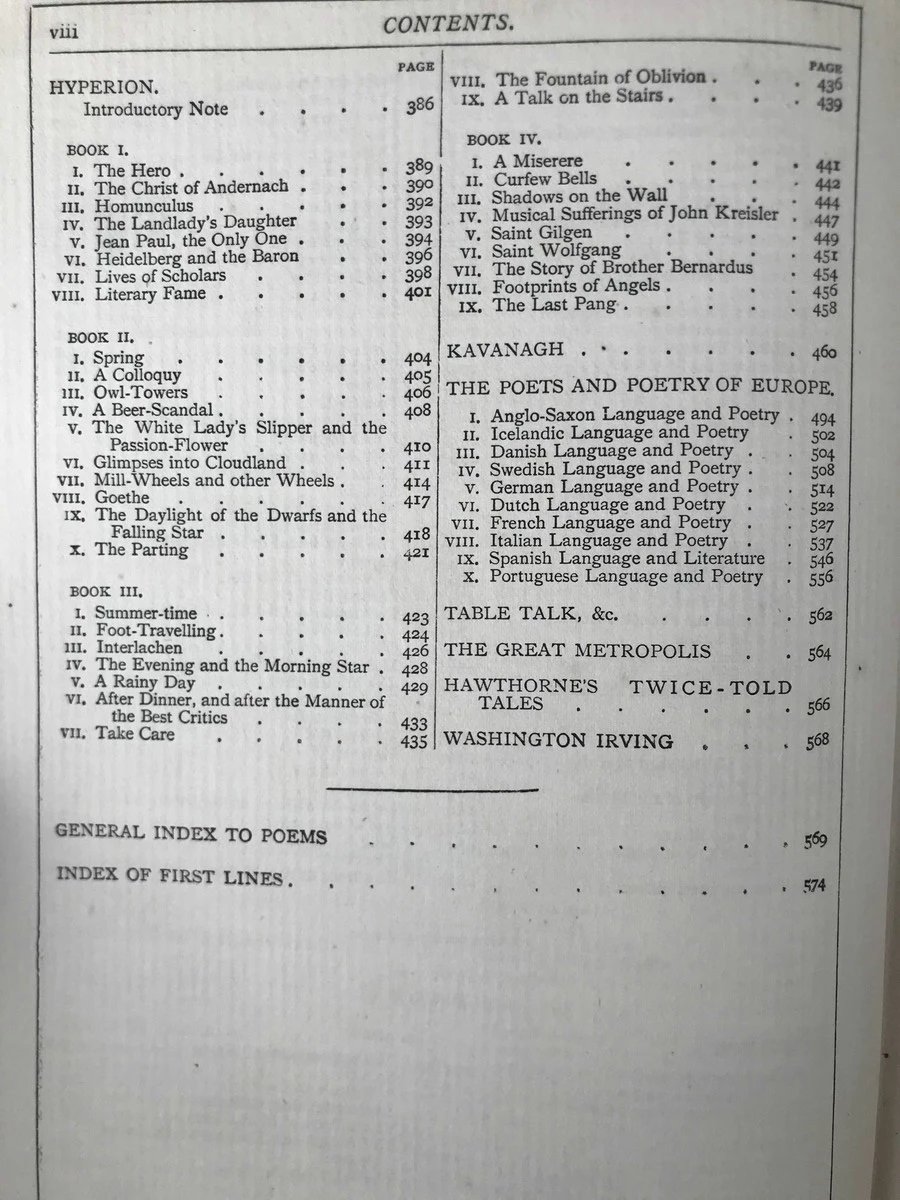 viii
CONTENTS.
PAGE
HYPERION.
Introductory Note . . . . 386
BOOK I.
I. The Hero . . . . . . 389
II. The Christ of Andernach . . . 390
III. Homunculus . . . . . 392
IV. The Landlady's Daughter . . 393
V. Jean Paul, the Only One . . . 394
VI. Heidelberg and the Baron . . 396
VII. Lives of Scholars . . . . 398
VIII. Literary Fame . . . . . 401
BOOK II.
I. Spring . . . . . . 404
II. A Colloquy . . . . . 405
III. Owl-Towers . . . . . 406
IV. A Beer-Scandal . . . . . 408
V. The White Lady's Slipper and the
Passion-Flower . . . . 410
VI. Glimpses into Cloudland . . . 411
VII. Mill-Wheels and other Wheels . . 414
VIII. Goethe . . . . . . 417
IX. The Daylight of the Dwarfs and the
Falling Star . . . . . 418
X. The Parting . . . . . 421
BOOK III.
I. Summer-time . . . . . 423
II. Foot-Travelling . . . . . 424
III. Interlachen . . . . . 426
IV. The Evening and the Morning Star . 428
V. A Rainy Day . . . . . 429
VI. After Dinner, and after the Manner of
the Best Critics . . . . 433
VII. Take Care . . . . . 435
PAGE
VIII. The Fountain of Oblivion . . . 436
IX. A Talk on the Stairs . . . . 439
BOOK IV.
I. A Miserere . . . . . 441
II. Curfew Bells . . . . . 442
III. Shadows on the Wall . . . 444
IV. Musical Sufferings of John Kreisler . 447
V. Saint Gilgen . . . . . 449
VI. Saint Wolfgang . . . . 451
VII. The Story of Brother Bernardus . 454
VIII. Footprints of Angels . . . . 456
IX. The Last Pang . . . . . 458
KAVANAGH . . . . . . . 460
THE POETS AND POETRY OF EUROPE.
I. Anglo-Saxon Language and Poetry . 494
II. Icelandic Language and Poetry . 502
III. Danish Language and Poetry . . 504
IV. Swedish Language and Poetry . . 508
V. German Language and Poetry . . 514
VI. Dutch Language and Poetry . . 522
VII. French Language and Poetry . . 527
VIII. Italian Language and Poetry . . 537
IX. Spanish Language and Literature . 546
X. Portuguese Language and Poetry . 556
TABLE TALK, &c. . . . . 562
THE GREAT METROPOLIS . . 564
HAWTHORNE'S TWICE-TOLD
TALES . . . . . . 566
WASHINGTON IRVING . . . 568
GENERAL INDEX TO POEMS . . . . . . . . . . 569
INDEX OF FIRST LINES . . . . . . . . . . . 574